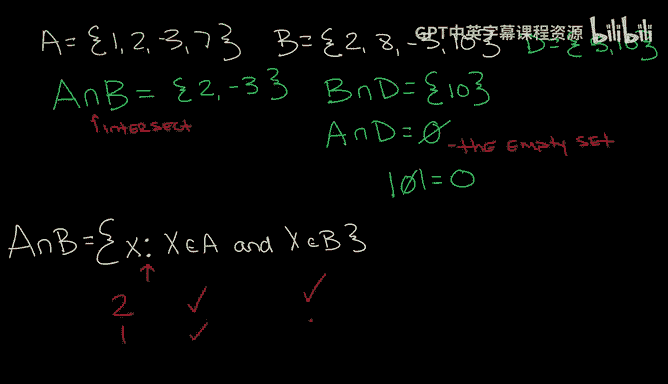 A = {1, 2, -3, 7} B = {2, 8, -3, 10} D = {5, 10}
GPT中英字幕课程资源 bilibili
A∩B = {2, -3} B∩D = {10}
↑intersect
A∩D = ∅ - the empty set
|∅| = 0
A∩B = {x: x∈A and x∈B}
↑
2 ✓ ✓
1 ✓ .